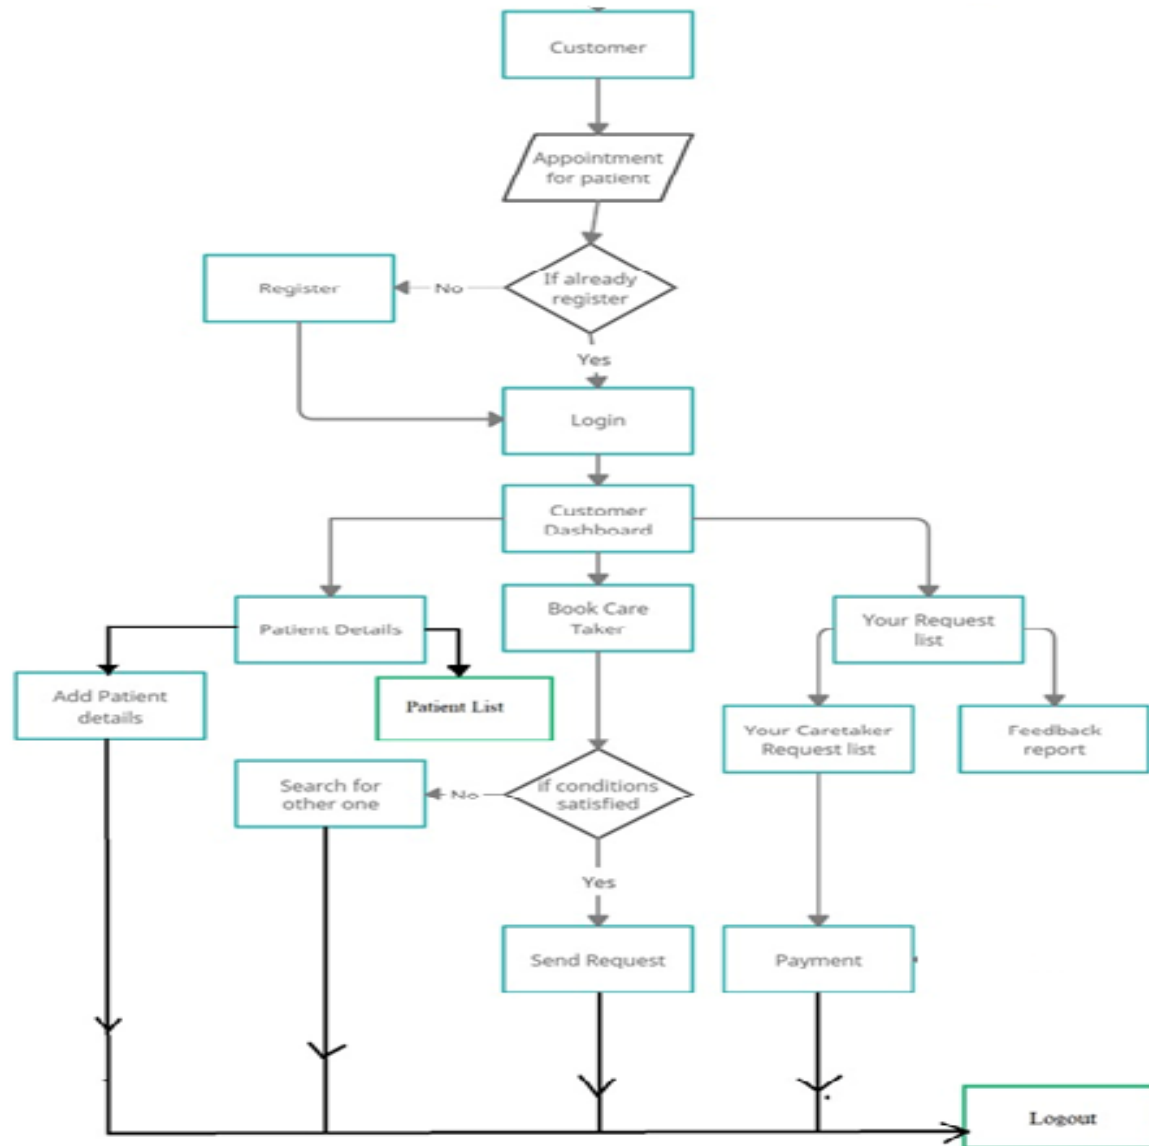 Customer
Appointment
for patient
If already
register
No
Register
Yes
Login
Customer
Dashboard
Patient Details
Book Care
Taker
Your Request
list
Add Patient
details
Patient List
Your Caretaker
Request list
Feedback
report
Search for
other one
No
if conditions
satisfied
Yes
Send Request
Payment
Logout